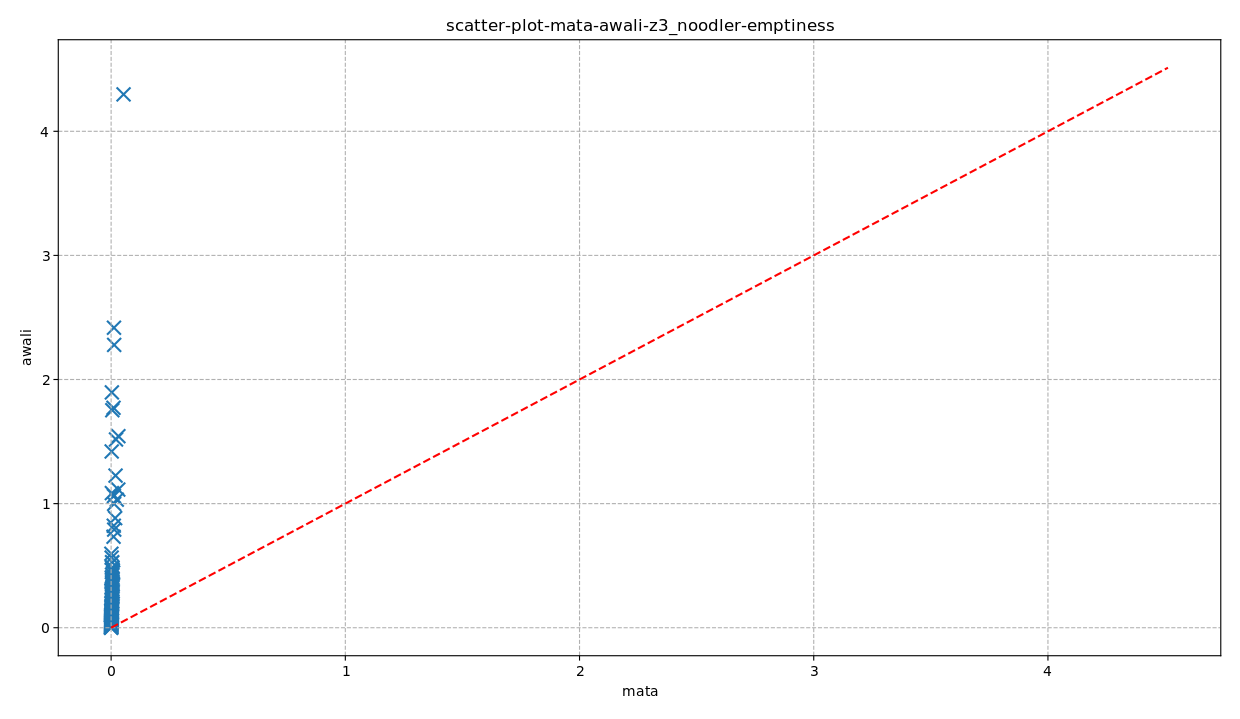 scatter-plot-mata-awali-z3_noodler-emptiness
4
3
2
1
0
awali
0 1 2 3 4
mata